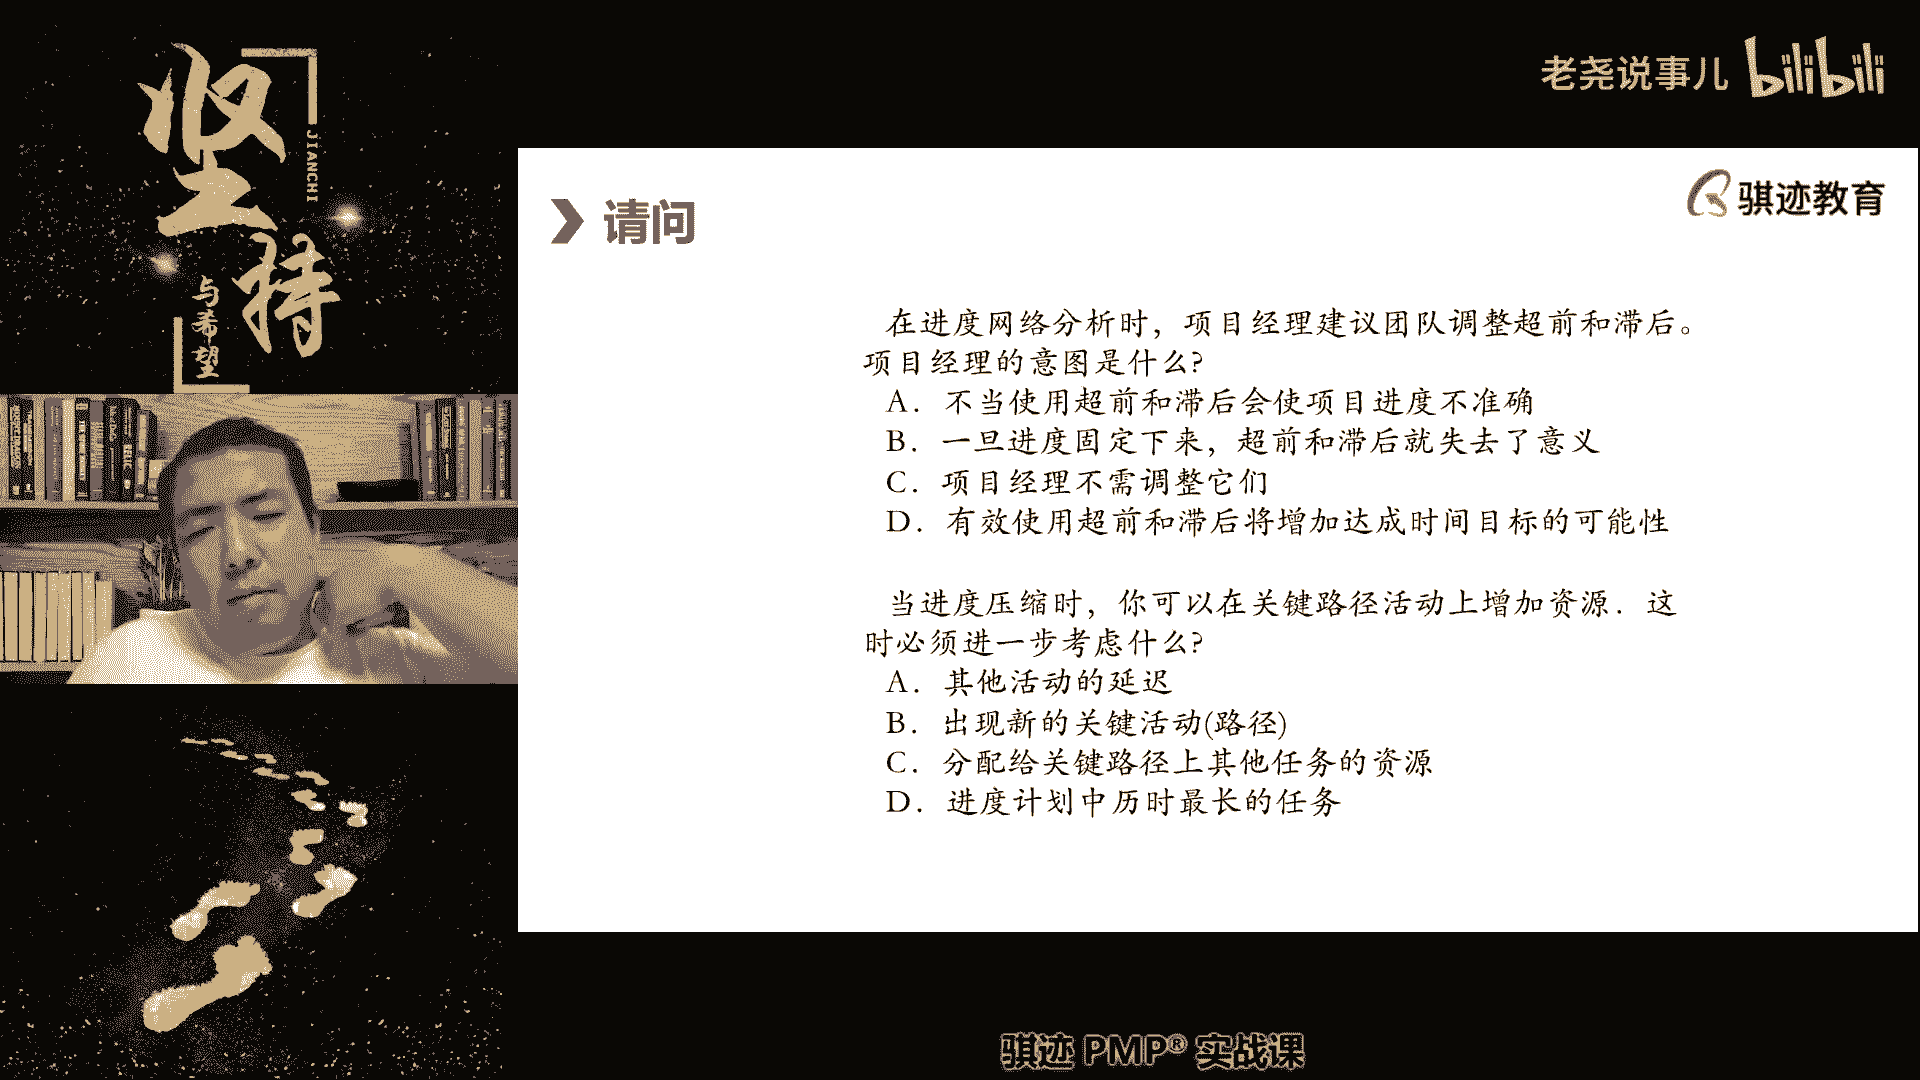 坚持
JIANCHI
与希望
老尧说事儿 bilibili
骐迹教育
请问
在进度网络分析时，项目经理建议团队调整超前和滞后。
项目经理的意图是什么?
A．不当使用超前和滞后会使项目进度不准确
B．一旦进度固定下来，超前和滞后就失去了意义
C．项目经理不需调整它们
D．有效使用超前和滞后将增加达成时间目标的可能性
当进度压缩时，你可以在关键路径活动上增加资源．这
时必须进一步考虑什么?
A．其他活动的延迟
B．出现新的关键活动(路径)
C．分配给关键路径上其他任务的资源
D．进度计划中历时最长的任务
骐迹 PMP® 实战课